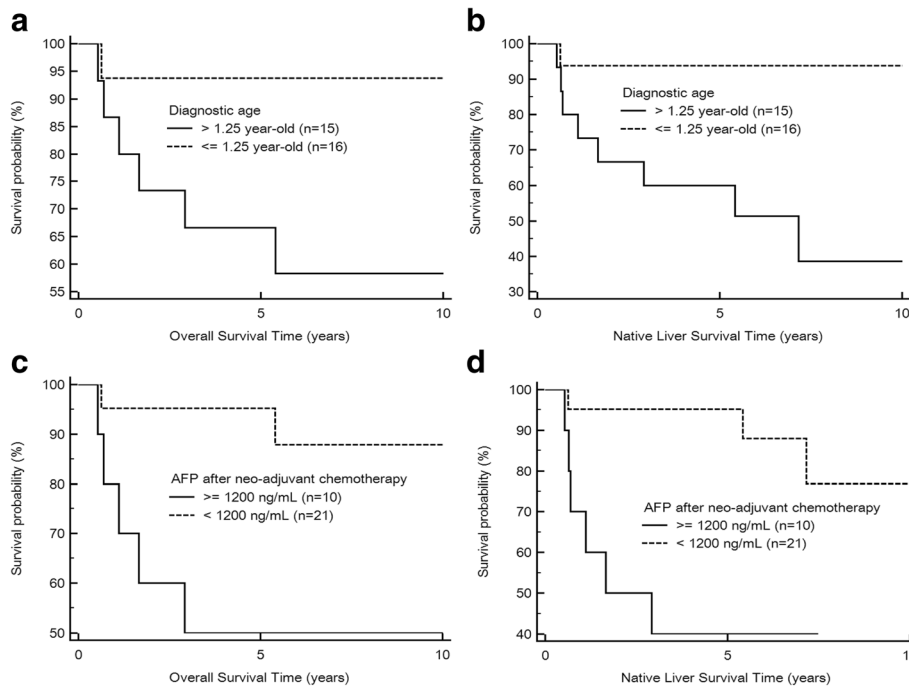 a
100
95
90
85
80
75
70
65
60
55
Survival probability (%)
Diagnostic age
> 1.25 year-old (n=15)
<= 1.25 year-old (n=16)
0 5 10
Overall Survival Time (years)
b
100
90
80
70
60
50
40
30
Survival probability (%)
Diagnostic age
> 1.25 year-old (n=15)
<= 1.25 year-old (n=16)
0 5 10
Native Liver Survival Time (years)
c
100
90
80
70
60
50
Survival probability (%)
AFP after neo-adjuvant chemotherapy
>= 1200 ng/mL (n=10)
< 1200 ng/mL (n=21)
0 5 10
Overall Survival Time (years)
d
100
90
80
70
60
50
40
Survival probability (%)
AFP after neo-adjuvant chemotherapy
>= 1200 ng/mL (n=10)
< 1200 ng/mL (n=21)
0 5 1
Native Liver Survival Time (years)